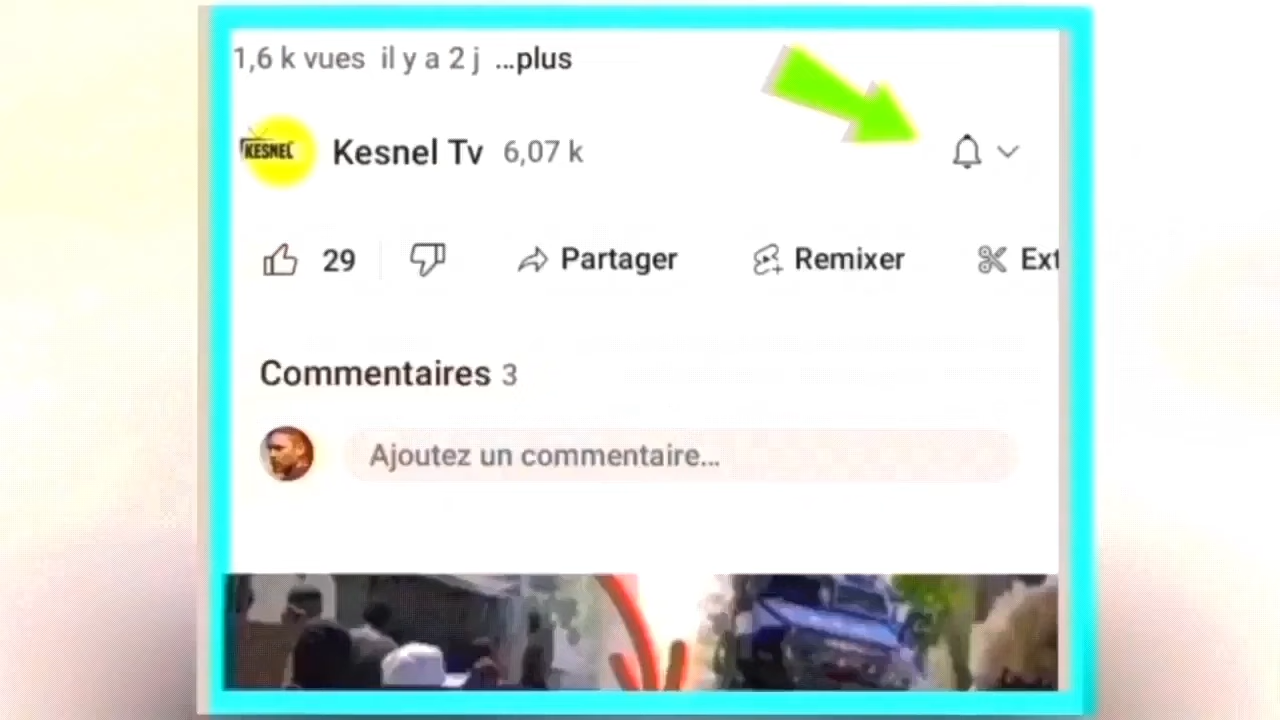 1,6 k vues il y a 2 j ...plus
KESNEL
Kesnel Tv 6,07 k
29 Partager Remixer Ext
Commentaires 3
Ajoutez un commentaire...